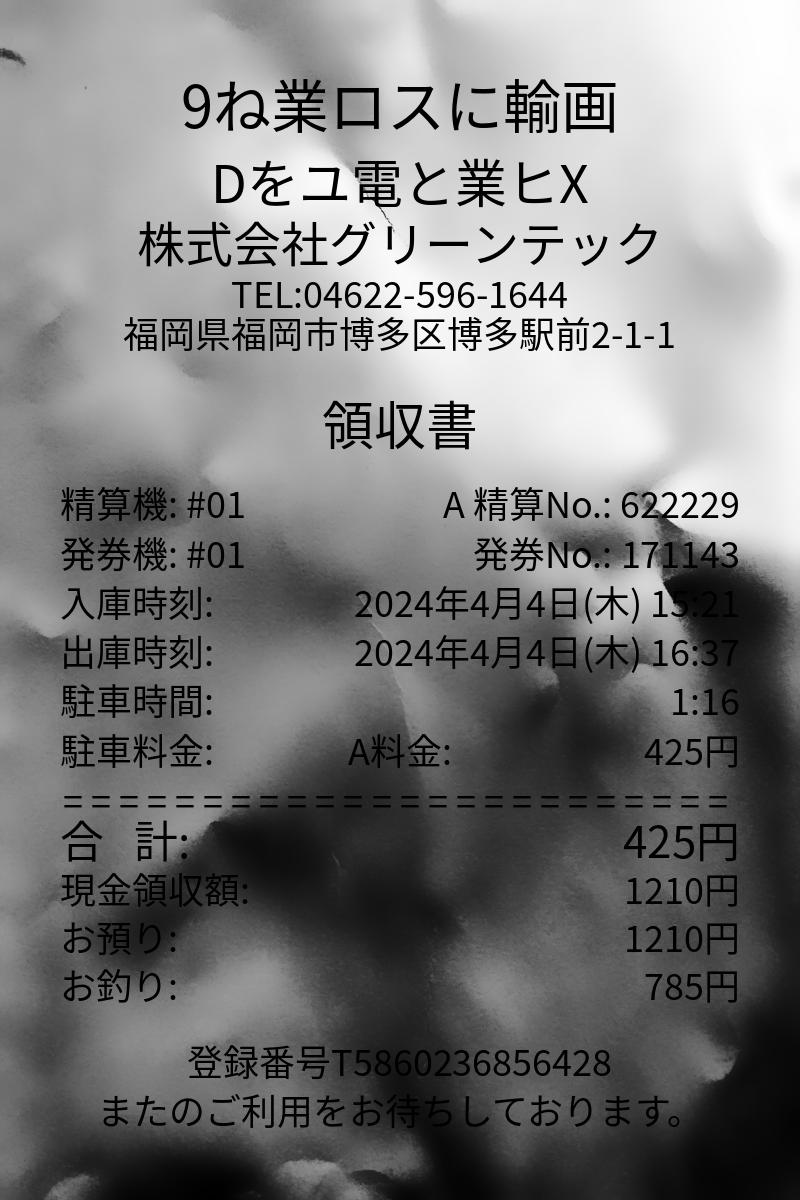 9ね業ロスに輸画
Dをユ電と業ヒX
株式会社グリーンテック
TEL:04622-596-1644
福岡県福岡市博多区博多駅前2-1-1
領収書
精算機: #01 A 精算No.: 622229
発券機: #01 発券No.: 171143
入庫時刻: 2024年4月4日(木) 15:21
出庫時刻: 2024年4月4日(木) 16:37
駐車時間: 1:16
駐車料金: A料金: 425円
========================
合 計: 425円
現金領収額: 1210円
お預り: 1210円
お釣り: 785円
登録番号T5860236856428
またのご利用をお待ちしております。